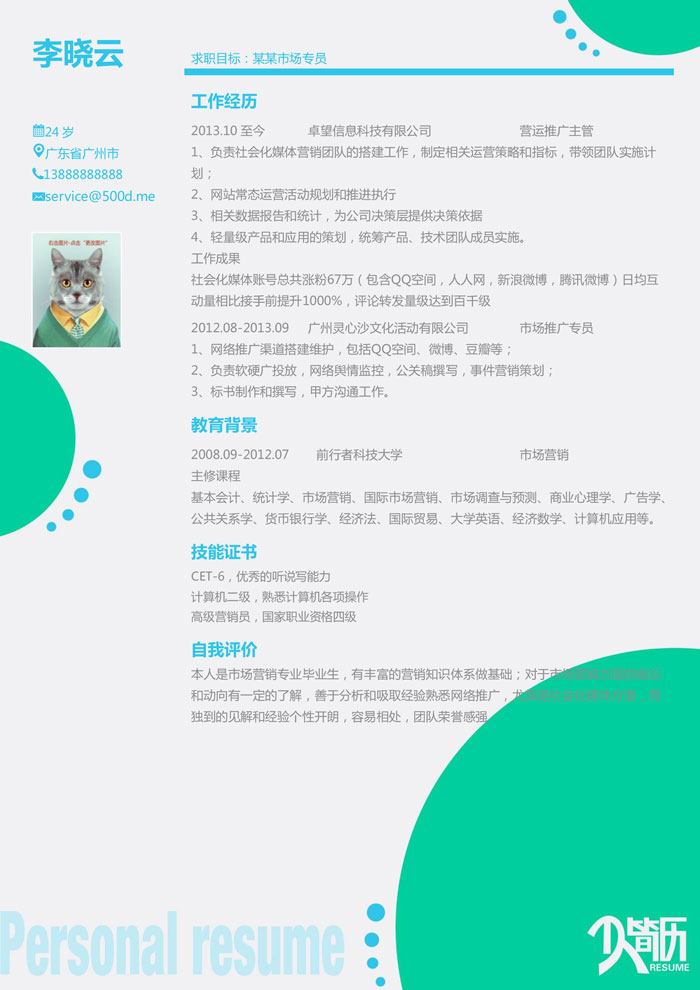 李晓云
求职目标：某某市场专员
24 岁
广东省广州市
13888888888
service@500d.me
右击图片-点击“更改图片”
工作经历
2013.10 至今 卓望信息科技有限公司 营运推广主管
1、负责社会化媒体营销团队的搭建工作，制定相关运营策略和指标，带领团队实施计
划；
2、网站常态运营活动规划和推进执行
3、相关数据报告和统计，为公司决策层提供决策依据
4、轻量级产品和应用的策划，统筹产品、技术团队成员实施。
工作成果
社会化媒体账号总共涨粉67万（包含QQ空间，人人网，新浪微博，腾讯微博）日均互
动量相比接手前提升1000%，评论转发量级达到百千级
2012.08-2013.09 广州灵心沙文化活动有限公司 市场推广专员
1、网络推广渠道搭建维护，包括QQ空间、微博、豆瓣等；
2、负责软硬广投放，网络舆情监控，公关稿撰写，事件营销策划；
3、标书制作和撰写，甲方沟通工作。
教育背景
2008.09-2012.07 前行者科技大学 市场营销
主修课程
基本会计、统计学、市场营销、国际市场营销、市场调查与预测、商业心理学、广告学、
公共关系学、货币银行学、经济法、国际贸易、大学英语、经济数学、计算机应用等。
技能证书
CET-6，优秀的听说写能力
计算机二级，熟悉计算机各项操作
高级营销员，国家职业资格四级
自我评价
本人是市场营销专业毕业生，有丰富的营销知识体系做基础；对于市场营销方面的前沿
和动向有一定的了解，善于分析和吸取经验熟悉网络推广，尤其是社会化媒体方面，有
独到的见解和经验个性开朗，容易相处，团队荣誉感强
Personal resume
个人简历
RESUME